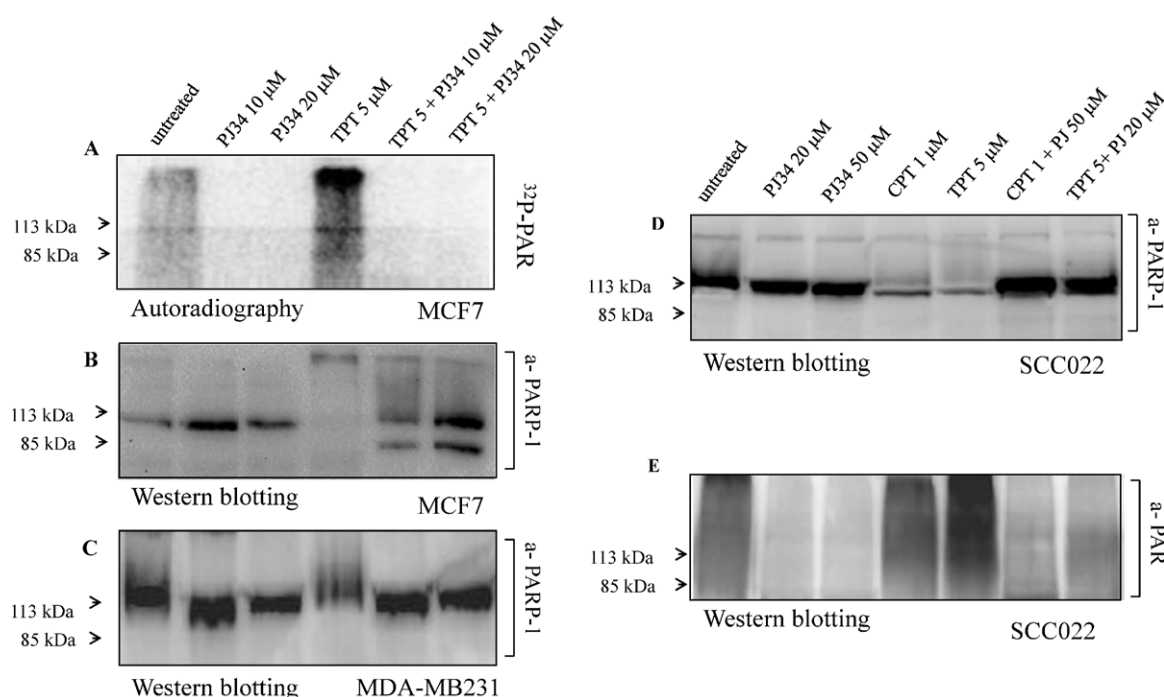 untreated
PJ34 10 µM
PJ34 20 µM
TPT 5 µM
TPT 5 + PJ34 10 µM
TPT 5 + PJ34 20 µM
A
113 kDa
85 kDa
32P-PAR
Autoradiography MCF7
B
113 kDa
85 kDa
a- PARP-1
Western blotting MCF7
C
113 kDa
85 kDa
a- PARP-1
Western blotting MDA-MB231
untreated
PJ34 20 µM
PJ34 50 µM
CPT 1 µM
TPT 5 µM
CPT 1 + PJ 50 µM
TPT 5+ PJ 20 µM
D
113 kDa
85 kDa
a- PARP-1
Western blotting SCC022
E
113 kDa
85 kDa
a- PAR
Western blotting SCC022